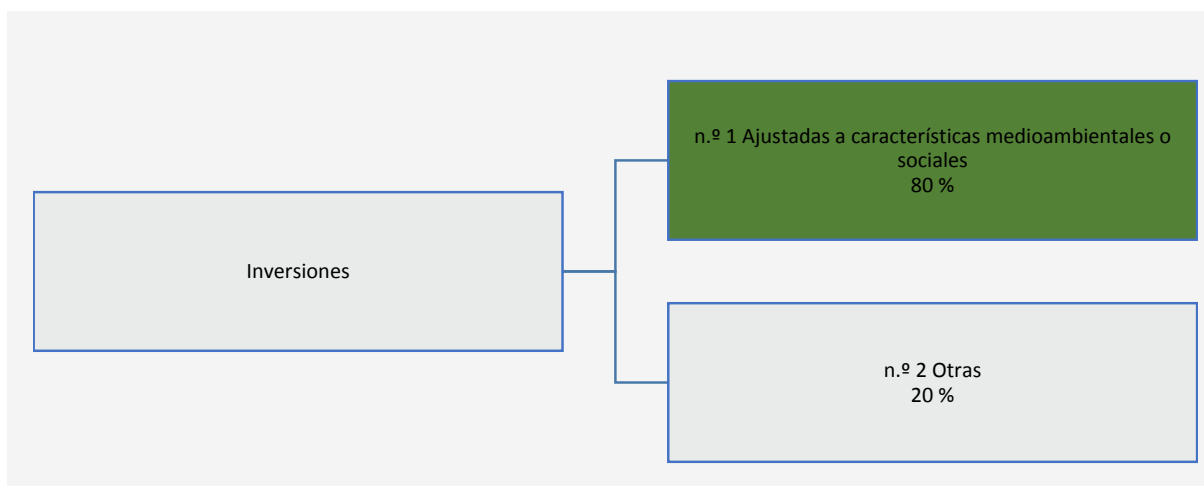 n.º 1 Ajustadas a características medioambientales o
sociales
80 %
Inversiones
n.º 2 Otras
20 %